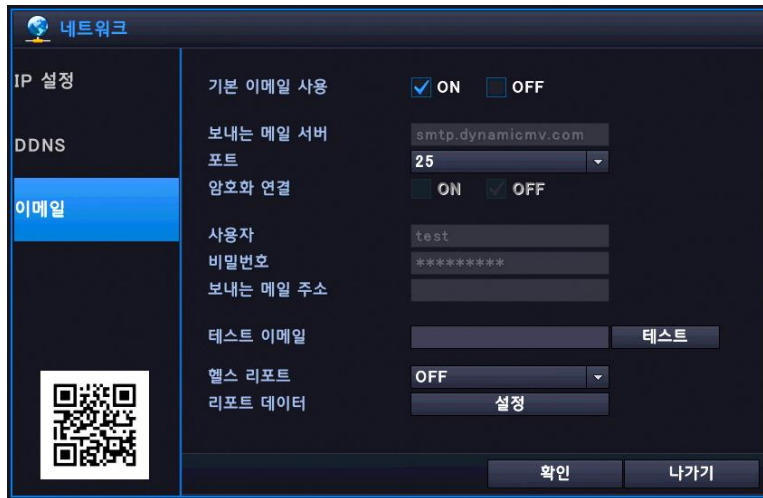 네트워크
IP 설정
DDNS
이메일
기본 이메일 사용 ON OFF
보내는 메일 서버 smtp.dynamicmv.com
포트 25
암호화 연결 ON OFF
사용자 test
비밀번호 *********
보내는 메일 주소
테스트 이메일 테스트
헬스 리포트 OFF
리포트 데이터 설정
확인 나가기